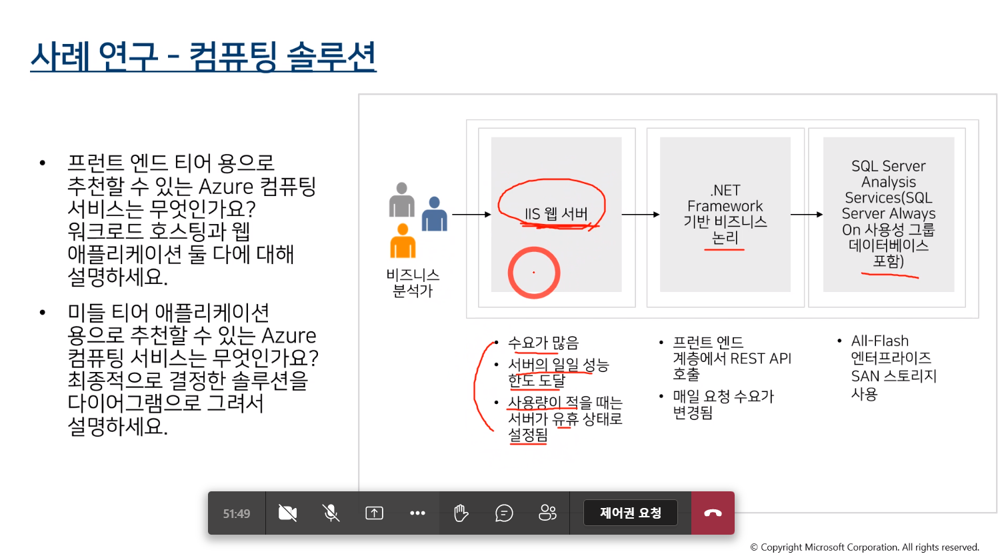 사례 연구 - 컴퓨팅 솔루션
• 프런트 엔드 티어 용으로
추천할 수 있는 Azure 컴퓨팅
서비스는 무엇인가요?
워크로드 호스팅과 웹
애플리케이션 둘 다에 대해
설명하세요.
• 미들 티어 애플리케이션
용으로 추천할 수 있는 Azure
컴퓨팅 서비스는 무엇인가요?
최종적으로 결정한 솔루션을
다이어그램으로 그려서
설명하세요.
비즈니스
분석가
IIS 웹 서버
.NET
Framework
기반 비즈니스
논리
SQL Server
Analysis
Services(SQL
Server Always
On 사용성 그룹
데이터베이스
포함)
• 수요가 많음
• 서버의 일일 성능
한도 도달
• 사용량이 적을 때는
서버가 유휴 상태로
설정됨
• 프런트 엔드
계층에서 REST API
호출
• 매일 요청 수요가
변경됨
• All-Flash
엔터프라이즈
SAN 스토리지
사용
51:49
제어권 요청
© Copyright Microsoft Corporation. All rights reserved.